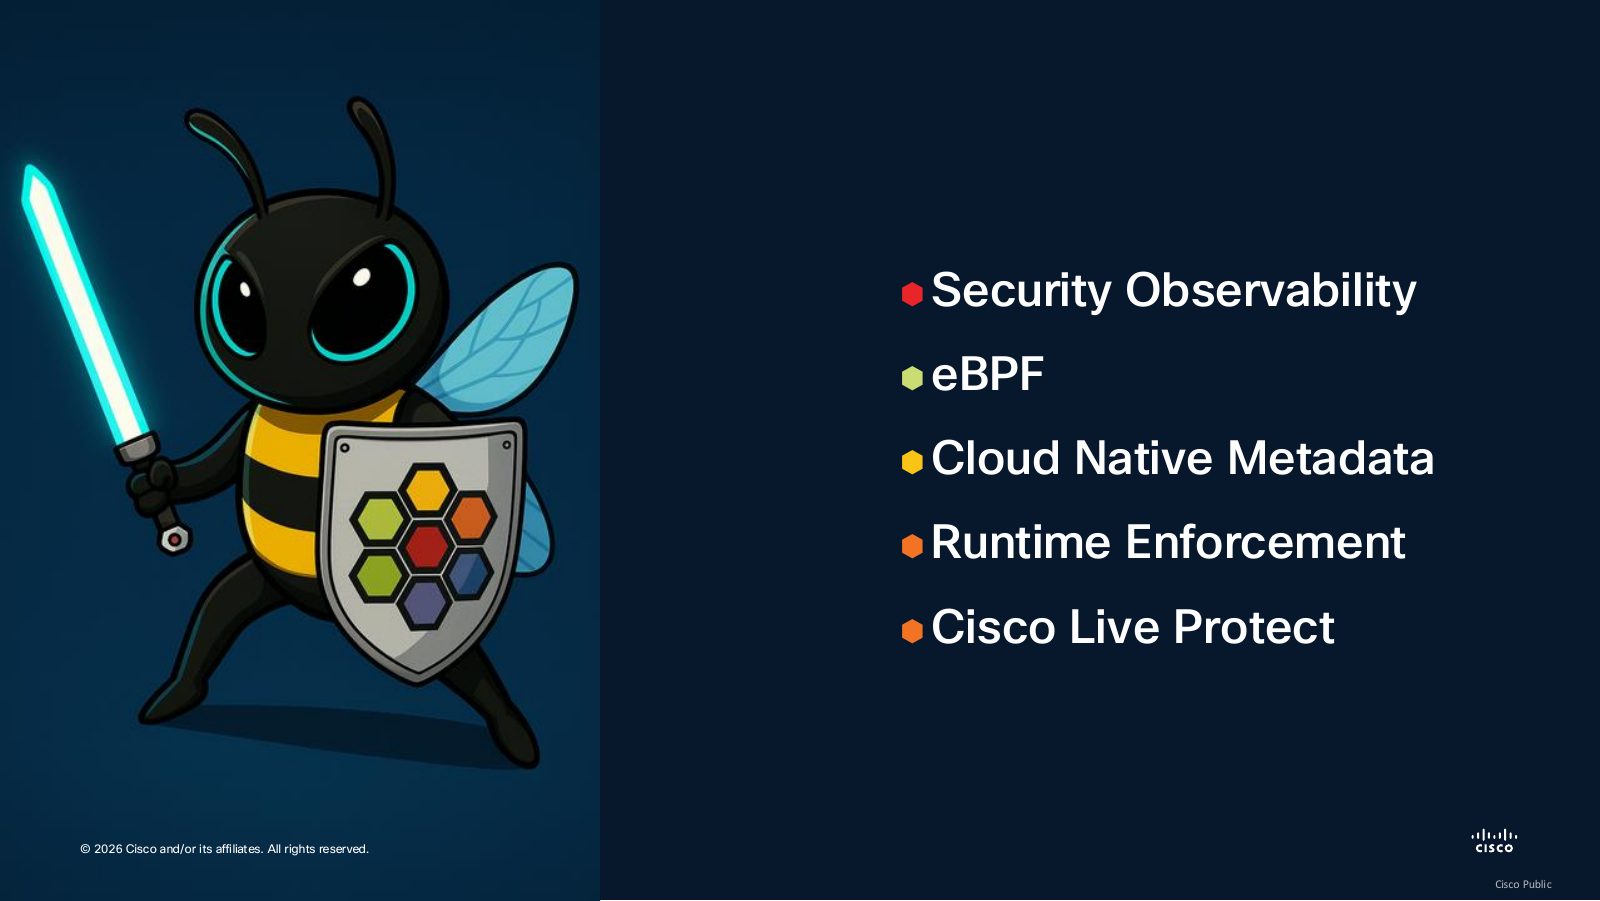 Security Observability
eBPF
Cloud Native Metadata
Runtime Enforcement
Cisco Live Protect
© 2026 Cisco and/or its affiliates. All rights reserved.
CISCO
Cisco Public